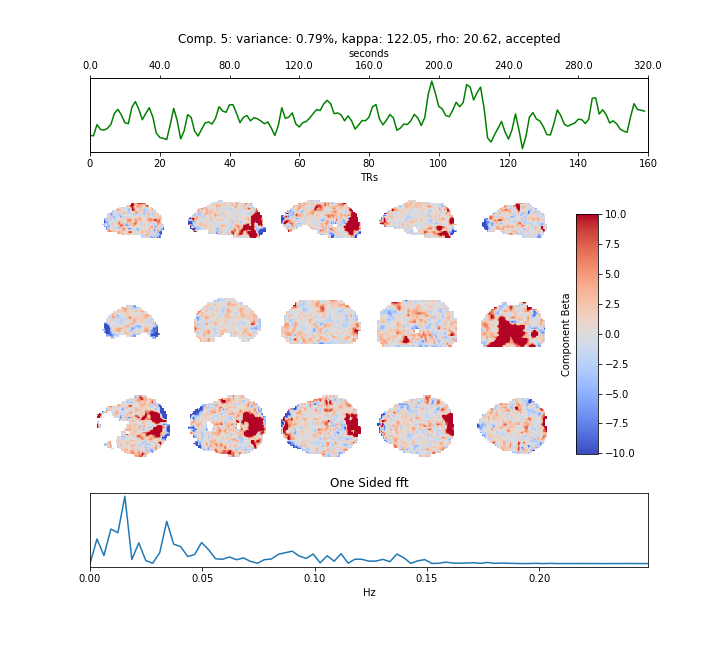 Comp. 5: variance: 0.79%, kappa: 122.05, rho: 20.62, accepted
seconds
0.0 40.0 80.0 120.0 160.0 200.0 240.0 280.0 320.0
0 20 40 60 80 100 120 140 160
TRs
10.0
7.5
5.0
2.5
0.0
−2.5
−5.0
−7.5
−10.0
Component Beta
One Sided fft
0.00 0.05 0.10 0.15 0.20
Hz